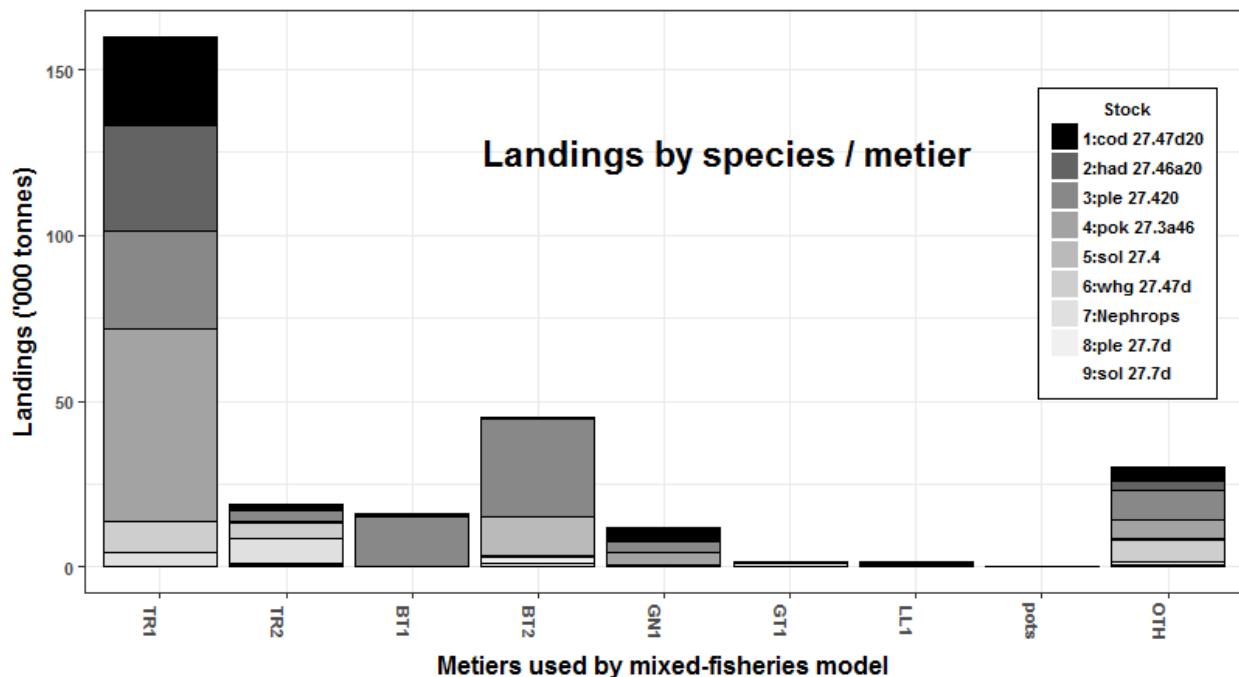 Landings by species / metier
Landings ('000 tonnes)
150
100
50
0
Stock
1:cod 27.47d20
2:had 27.46a20
3:ple 27.420
4:pok 27.3a46
5:sol 27.4
6:whg 27.47d
7:Nephrops
8:ple 27.7d
9:sol 27.7d
TR1
TR2
BT1
BT2
GN1
GT1
LL1
pots
OTH
Metiers used by mixed-fisheries model